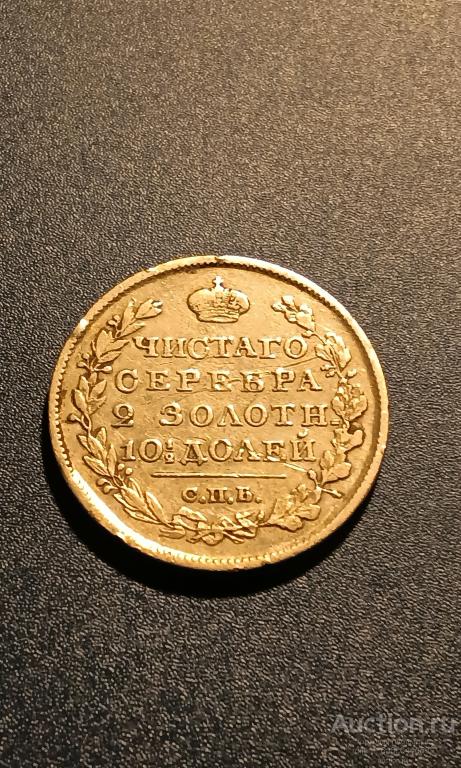 ЧИСТАГО
СЕРЕБРА
2 ЗОЛОТН.
10½ ДОЛЕЙ
С.П.Б.
Auction.ru